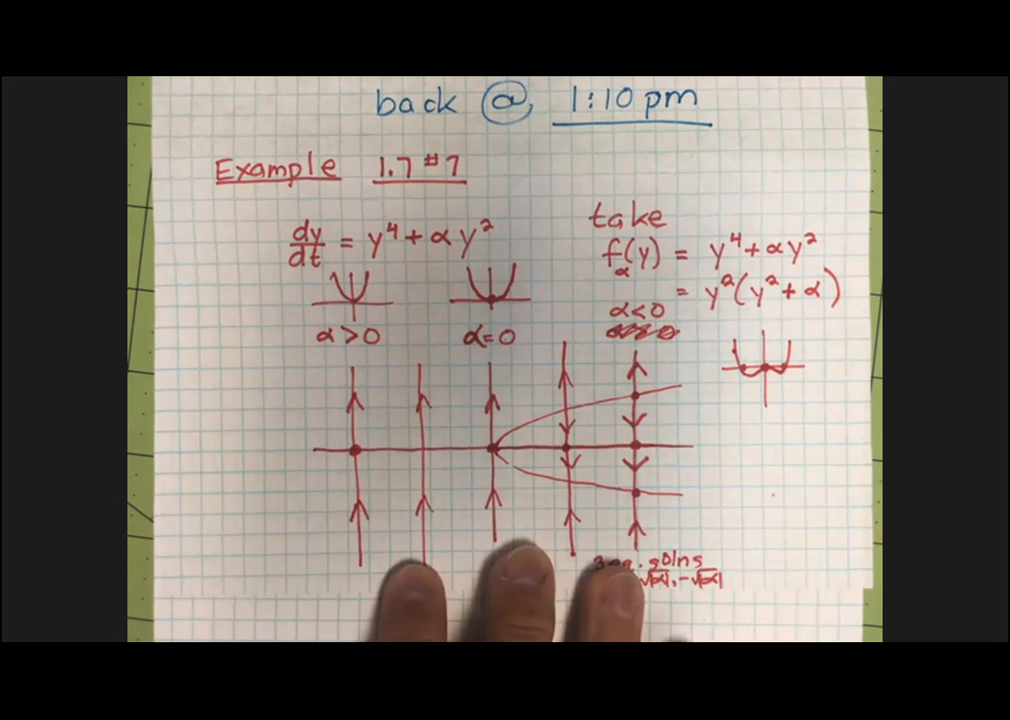 back @ 1:10 pm
Example 1.7 #7
dy/dt = y⁴ + αy²
take
f_α(y) = y⁴ + αy²
= y²(y² + α)
α>0
α=0
α<0
solns
√|α|, -√|α|